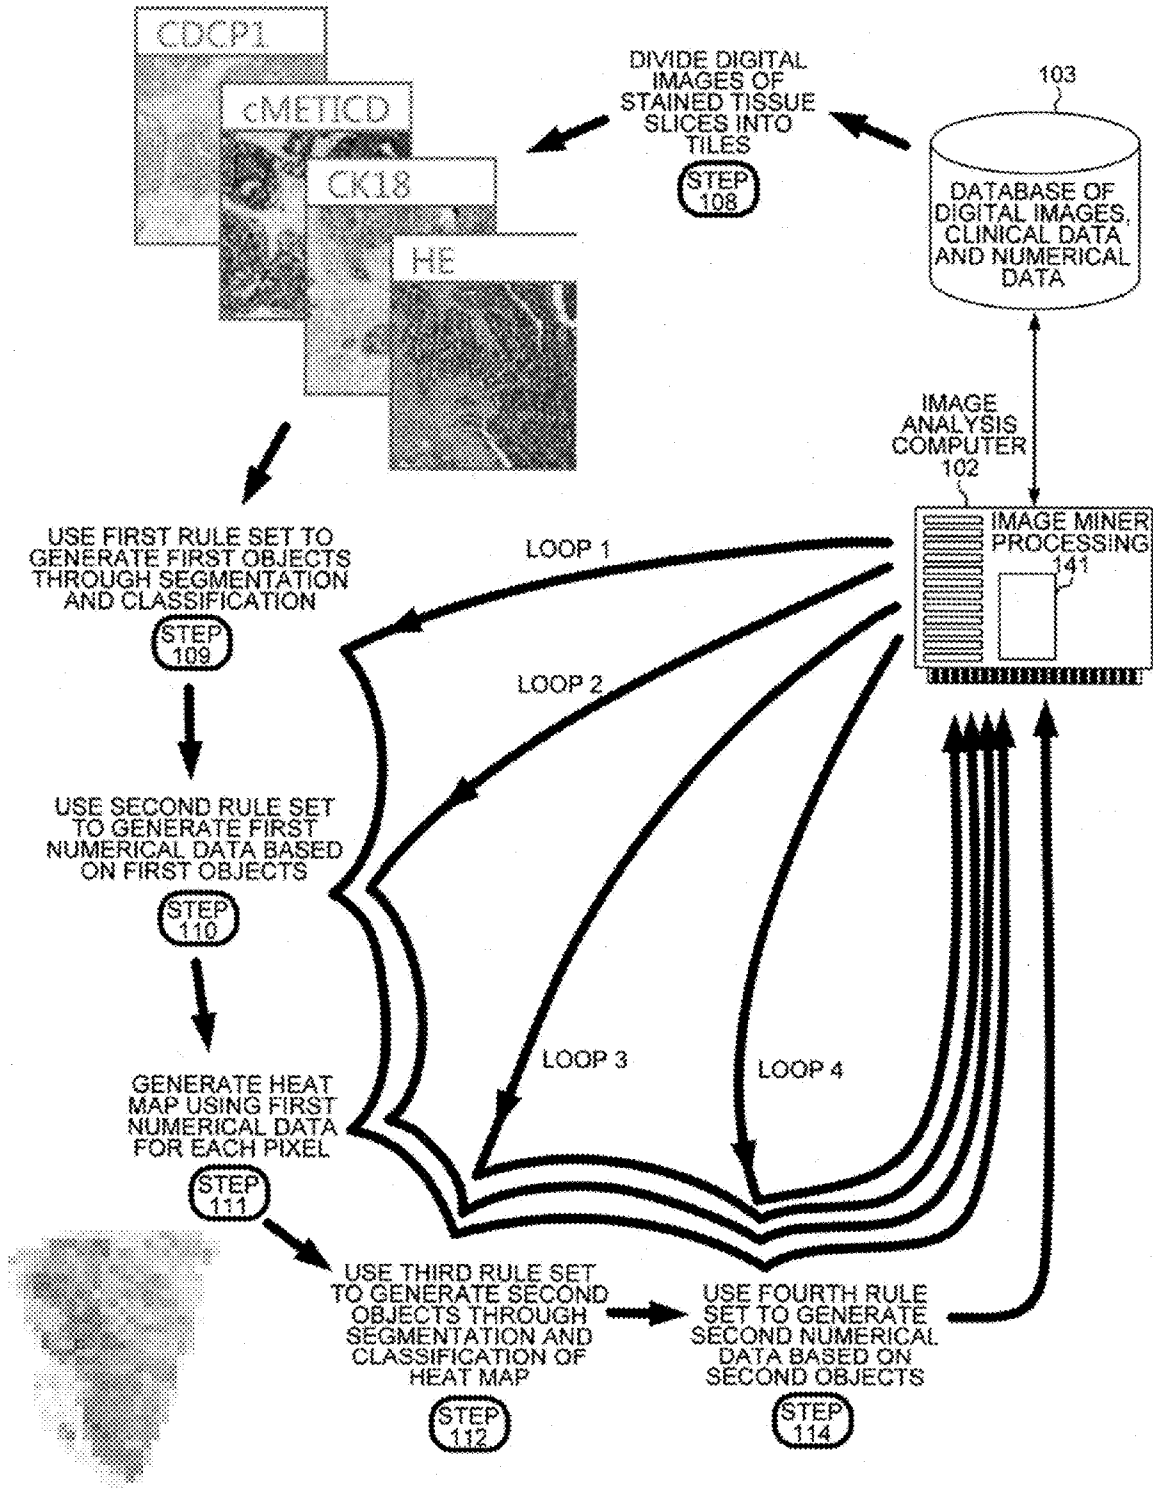 CDCP1
cMETICD
CK18
HE
DIVIDE DIGITAL
IMAGES OF
STAINED TISSUE
SLICES INTO
TILES
STEP
108
103
DATABASE OF
DIGITAL IMAGES,
CLINICAL DATA
AND NUMERICAL
DATA
IMAGE
ANALYSIS
COMPUTER
102
IMAGE MINER
PROCESSING
141
USE FIRST RULE SET TO
GENERATE FIRST OBJECTS
THROUGH SEGMENTATION
AND CLASSIFICATION
STEP
109
LOOP 1
LOOP 2
USE SECOND RULE SET
TO GENERATE FIRST
NUMERICAL DATA BASED
ON FIRST OBJECTS
STEP
110
LOOP 3
LOOP 4
GENERATE HEAT
MAP USING FIRST
NUMERICAL DATA
FOR EACH PIXEL
STEP
111
USE THIRD RULE SET
TO GENERATE SECOND
OBJECTS THROUGH
SEGMENTATION AND
CLASSIFICATION OF
HEAT MAP
STEP
112
USE FOURTH RULE
SET TO GENERATE
SECOND NUMERICAL
DATA BASED ON
SECOND OBJECTS
STEP
114